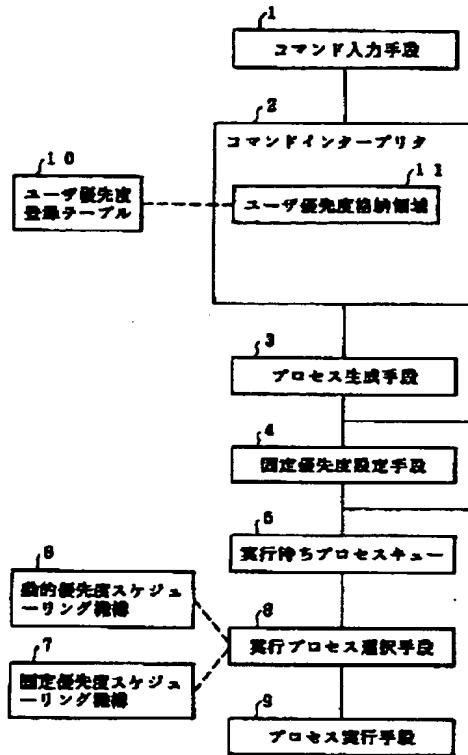 1
コマンド入力手段
2
コマンドインタープリタ
10
ユーザ優先度
登録テーブル
11
ユーザ優先度格納領域
3
プロセス生成手段
4
固定優先度設定手段
5
実行待ちプロセスキュー
6
動的優先度スケジュ
ーリング機構
8
実行プロセス選択手段
7
固定優先度スケジュ
ーリング機構
9
プロセス実行手段